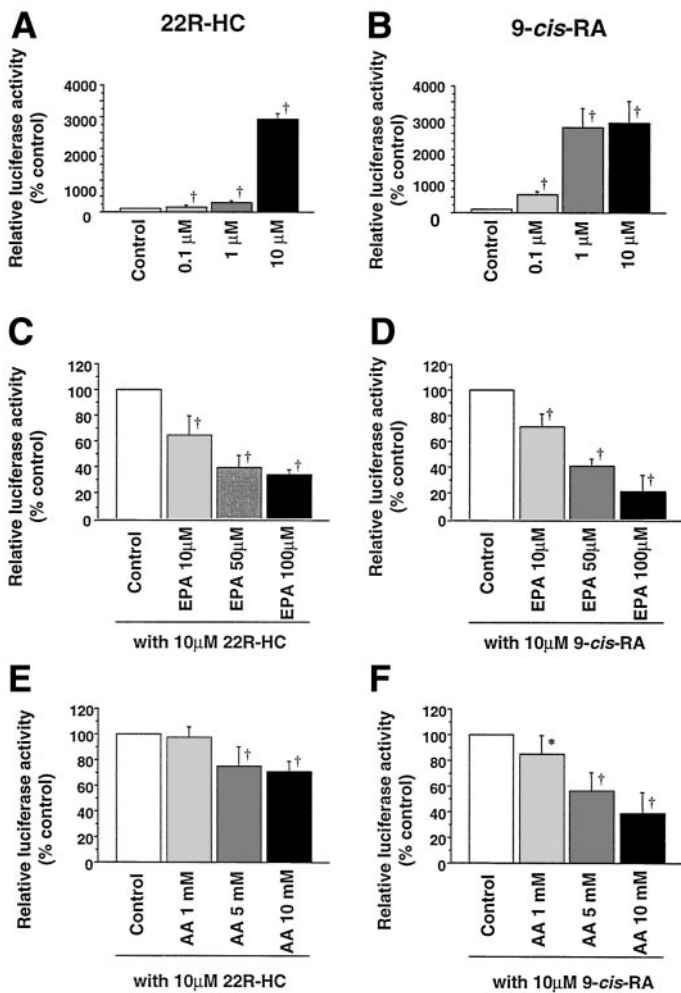 A
22R-HC
B
9-cis-RA
Relative luciferase activity
(% control)
4000
3000
2000
1000
0
†
†
†
Control
0.1 µM
1 µM
10 µM
Relative luciferase activity
(% control)
4000
3000
2000
1000
0
†
†
†
Control
0.1 µM
1 µM
10 µM
C
Relative luciferase activity
(% control)
120
100
80
60
40
20
0
†
†
†
Control
EPA 10µM
EPA 50µM
EPA 100µM
with 10µM 22R-HC
D
Relative luciferase activity
(% control)
120
100
80
60
40
20
0
†
†
†
Control
EPA 10µM
EPA 50µM
EPA 100µM
with 10µM 9-cis-RA
E
Relative luciferase activity
(% control)
120
100
80
60
40
20
0
†
†
Control
AA 1 mM
AA 5 mM
AA 10 mM
with 10µM 22R-HC
F
Relative luciferase activity
(% control)
120
100
80
60
40
20
0
*
†
†
Control
AA 1 mM
AA 5 mM
AA 10 mM
with 10µM 9-cis-RA